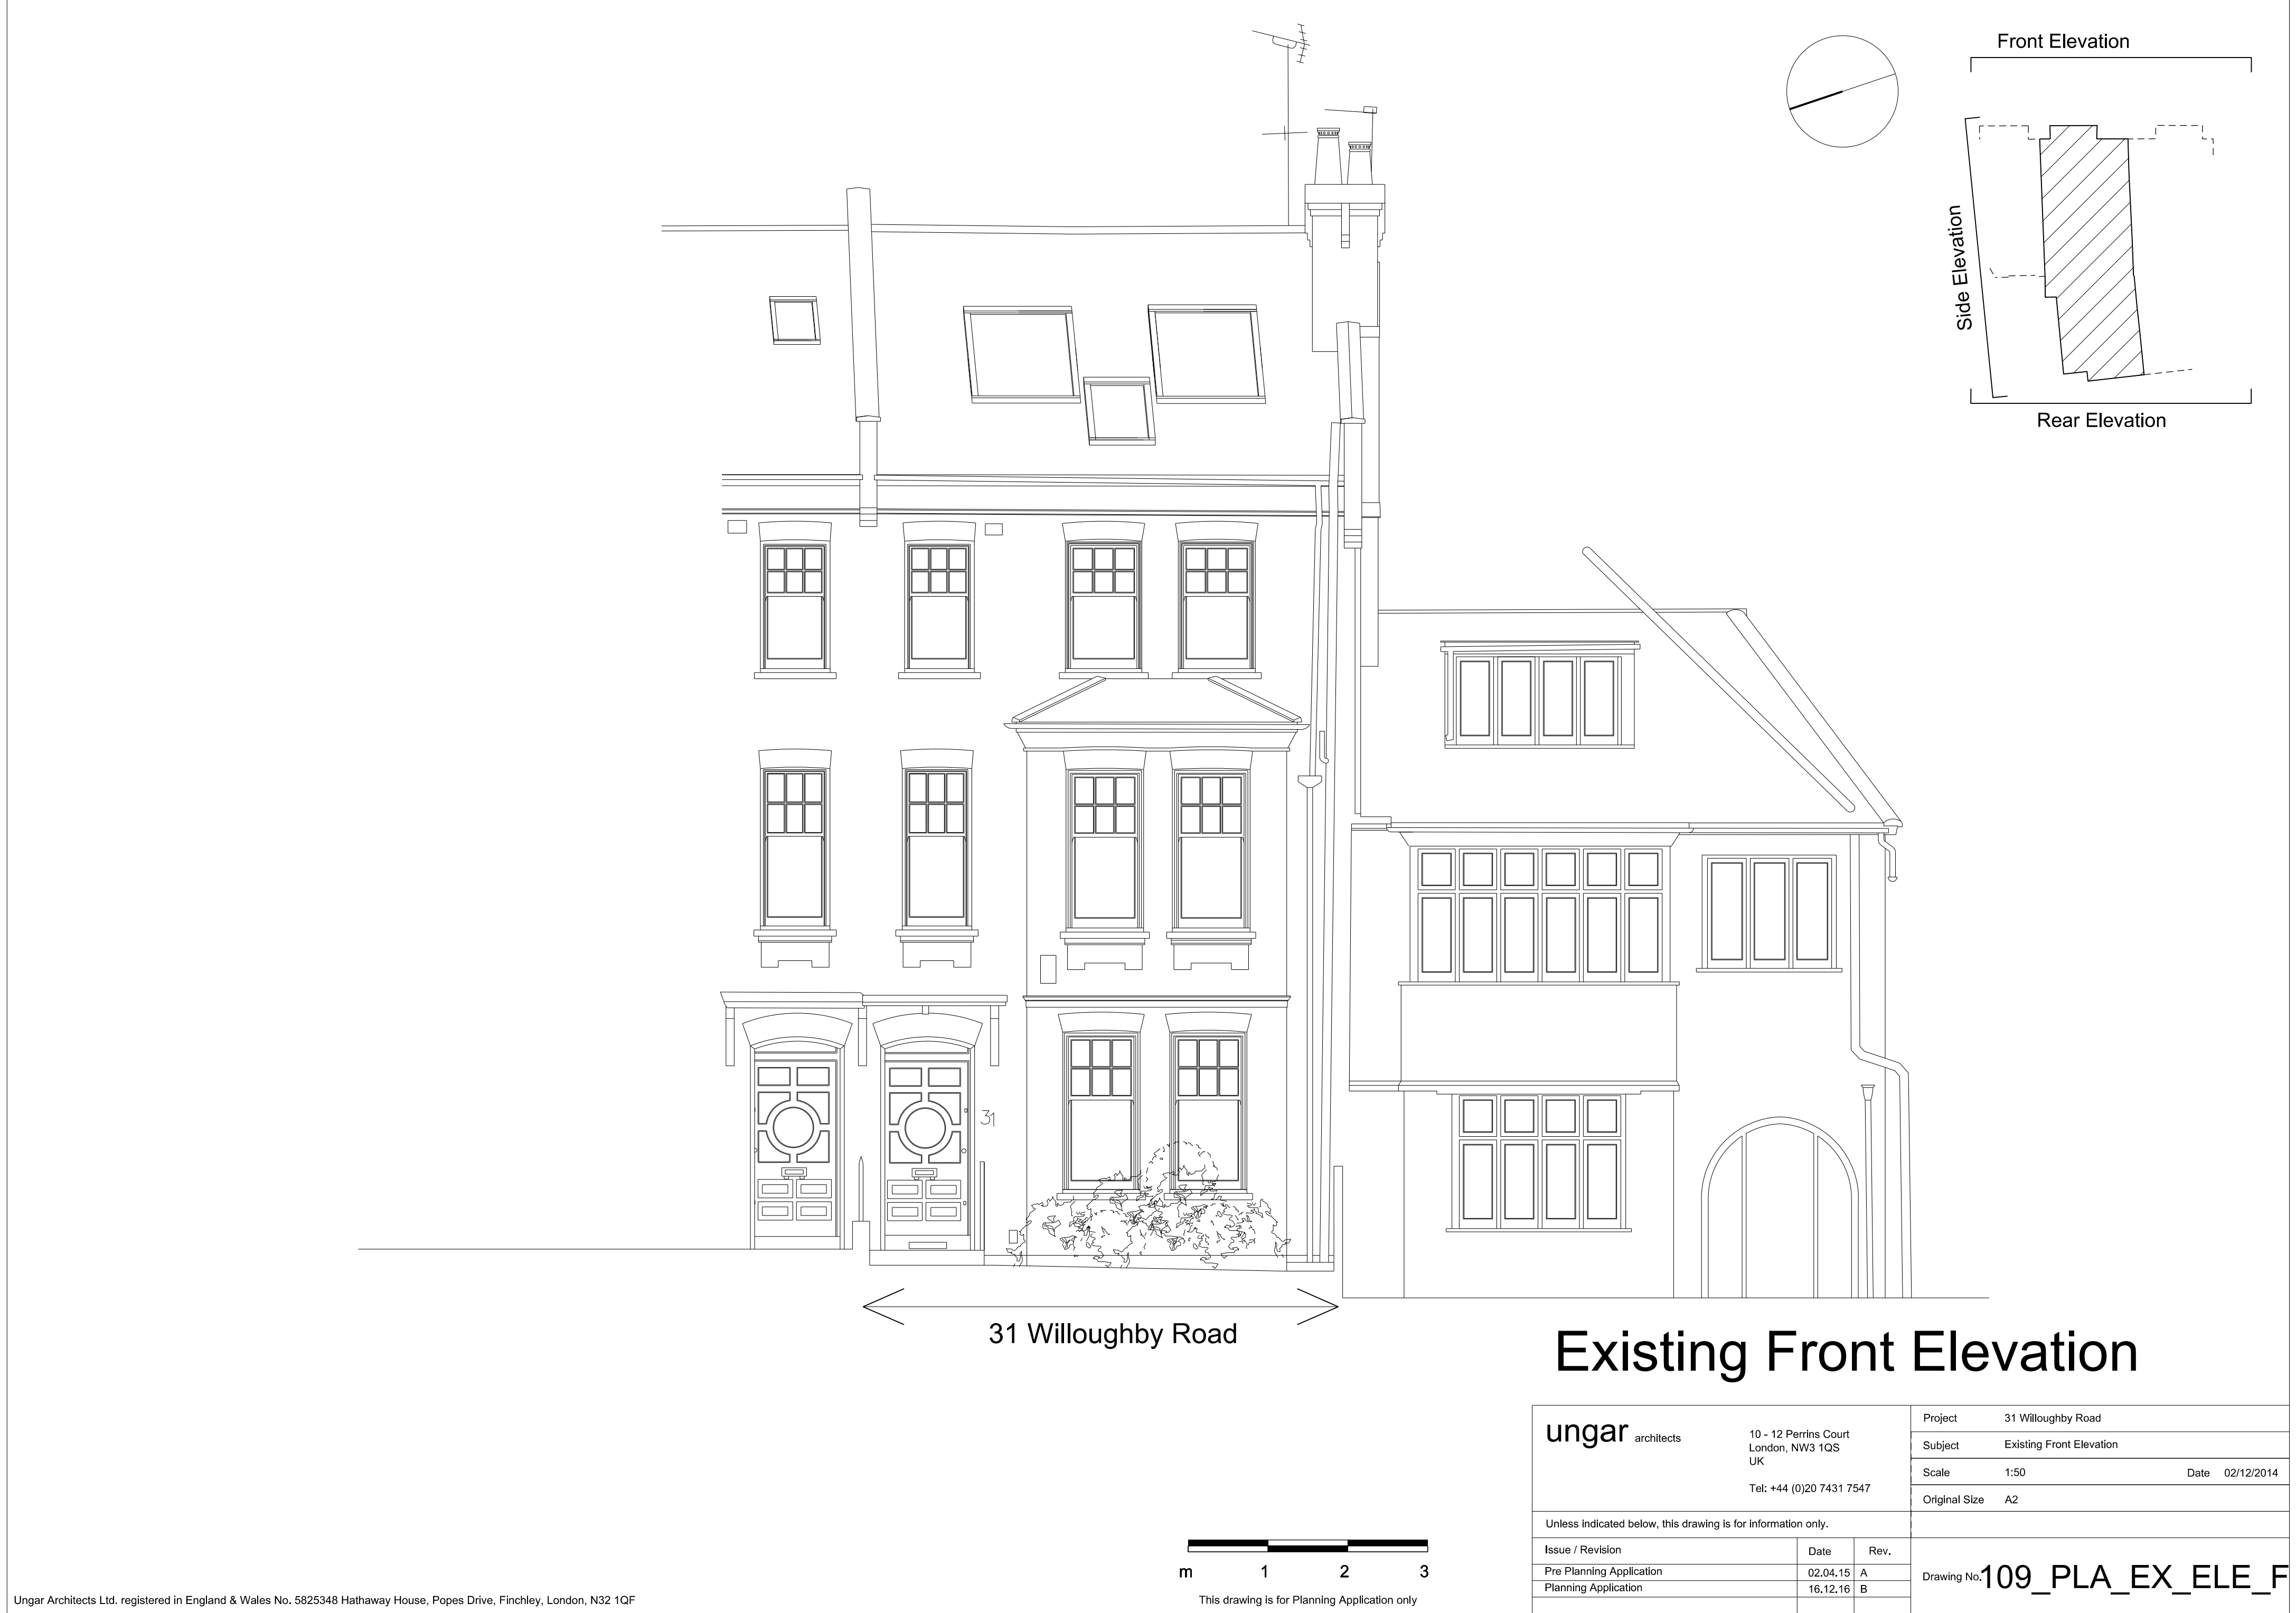 Front Elevation
Side Elevation
Rear Elevation
31
31 Willoughby Road
Existing Front Elevation
ungar architects
10 - 12 Perrins Court
London, NW3 1QS
UK
Tel: +44 (0)20 7431 7547
Project 31 Willoughby Road
Subject Existing Front Elevation
Scale 1:50 Date 02/12/2014
Original Size A2
Unless indicated below, this drawing is for information only.
Issue / Revision Date Rev.
Pre Planning Application 02.04.15 A
Planning Application 16.12.16 B
Drawing No. 109_PLA_EX_ELE_F
m 1 2 3
This drawing is for Planning Application only
Ungar Architects Ltd. registered in England & Wales No. 5825348 Hathaway House, Popes Drive, Finchley, London, N32 1QF